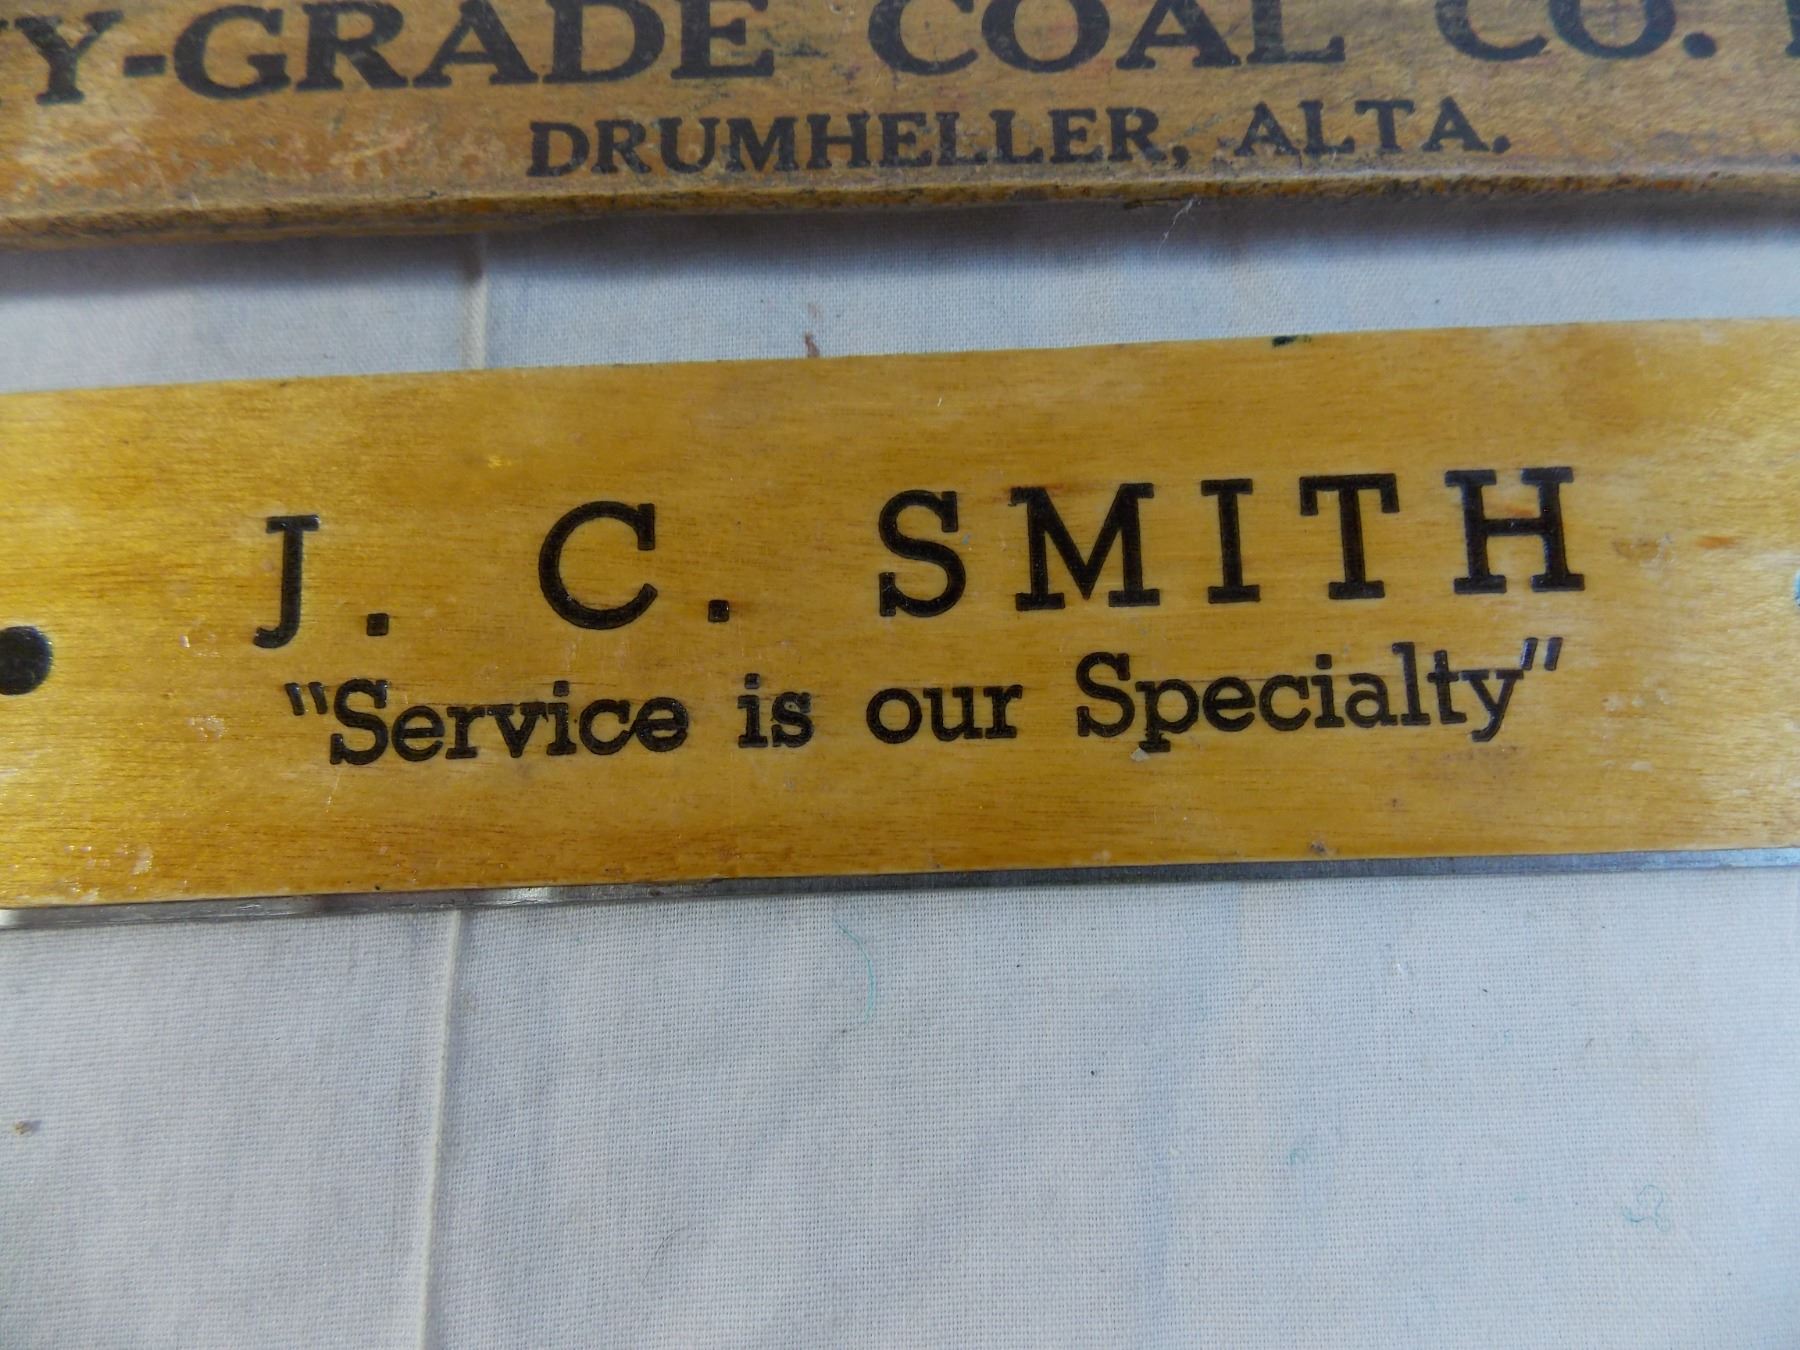 -GRADE COAL CO.
DRUMHELLER, ALTA.
J. C. SMITH
"Service is our Specialty"